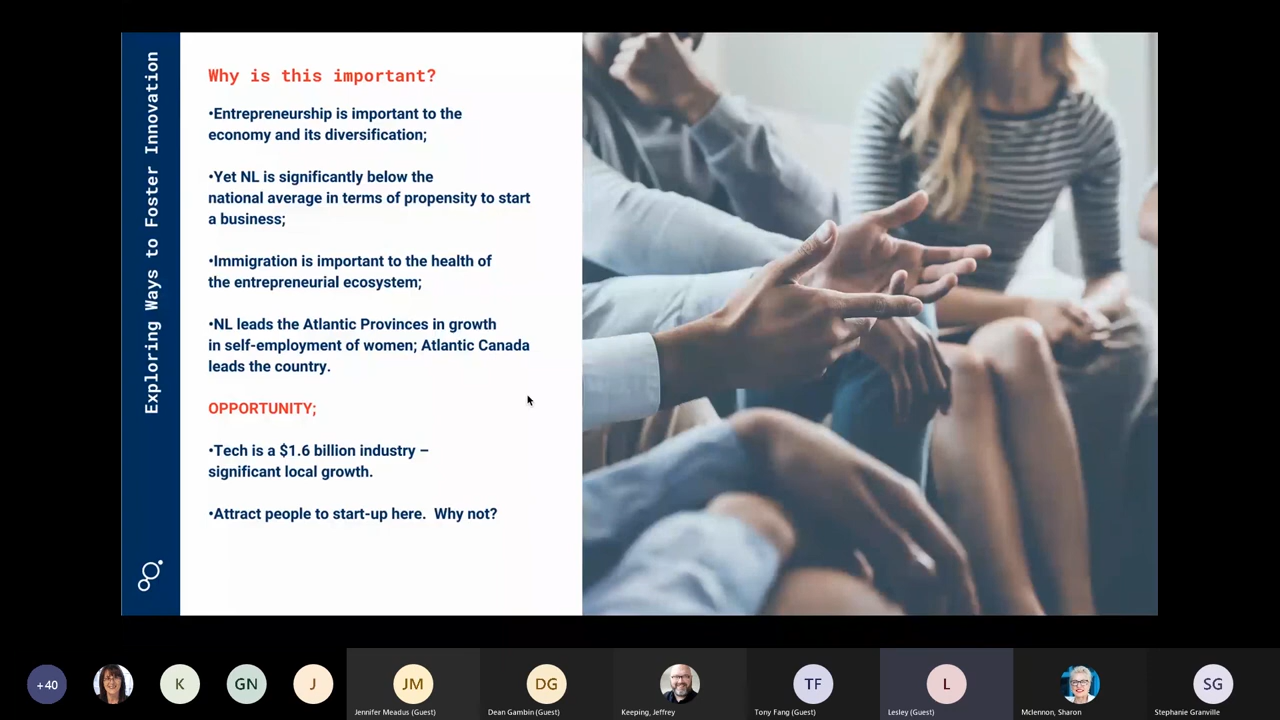 Exploring Ways to Foster Innovation
Why is this important?
•Entrepreneurship is important to the
economy and its diversification;
•Yet NL is significantly below the
national average in terms of propensity to start
a business;
•Immigration is important to the health of
the entrepreneurial ecosystem;
•NL leads the Atlantic Provinces in growth
in self-employment of women; Atlantic Canada
leads the country.
OPPORTUNITY;
•Tech is a $1.6 billion industry –
significant local growth.
•Attract people to start-up here.  Why not?
+40
K
GN
J
JM
DG
TF
L
SG
Jennifer Meadus (Guest)
Dean Gambin (Guest)
Keeping, Jeffrey
Tony Fang (Guest)
Lesley (Guest)
Mclennon, Sharon
Stephanie Granville